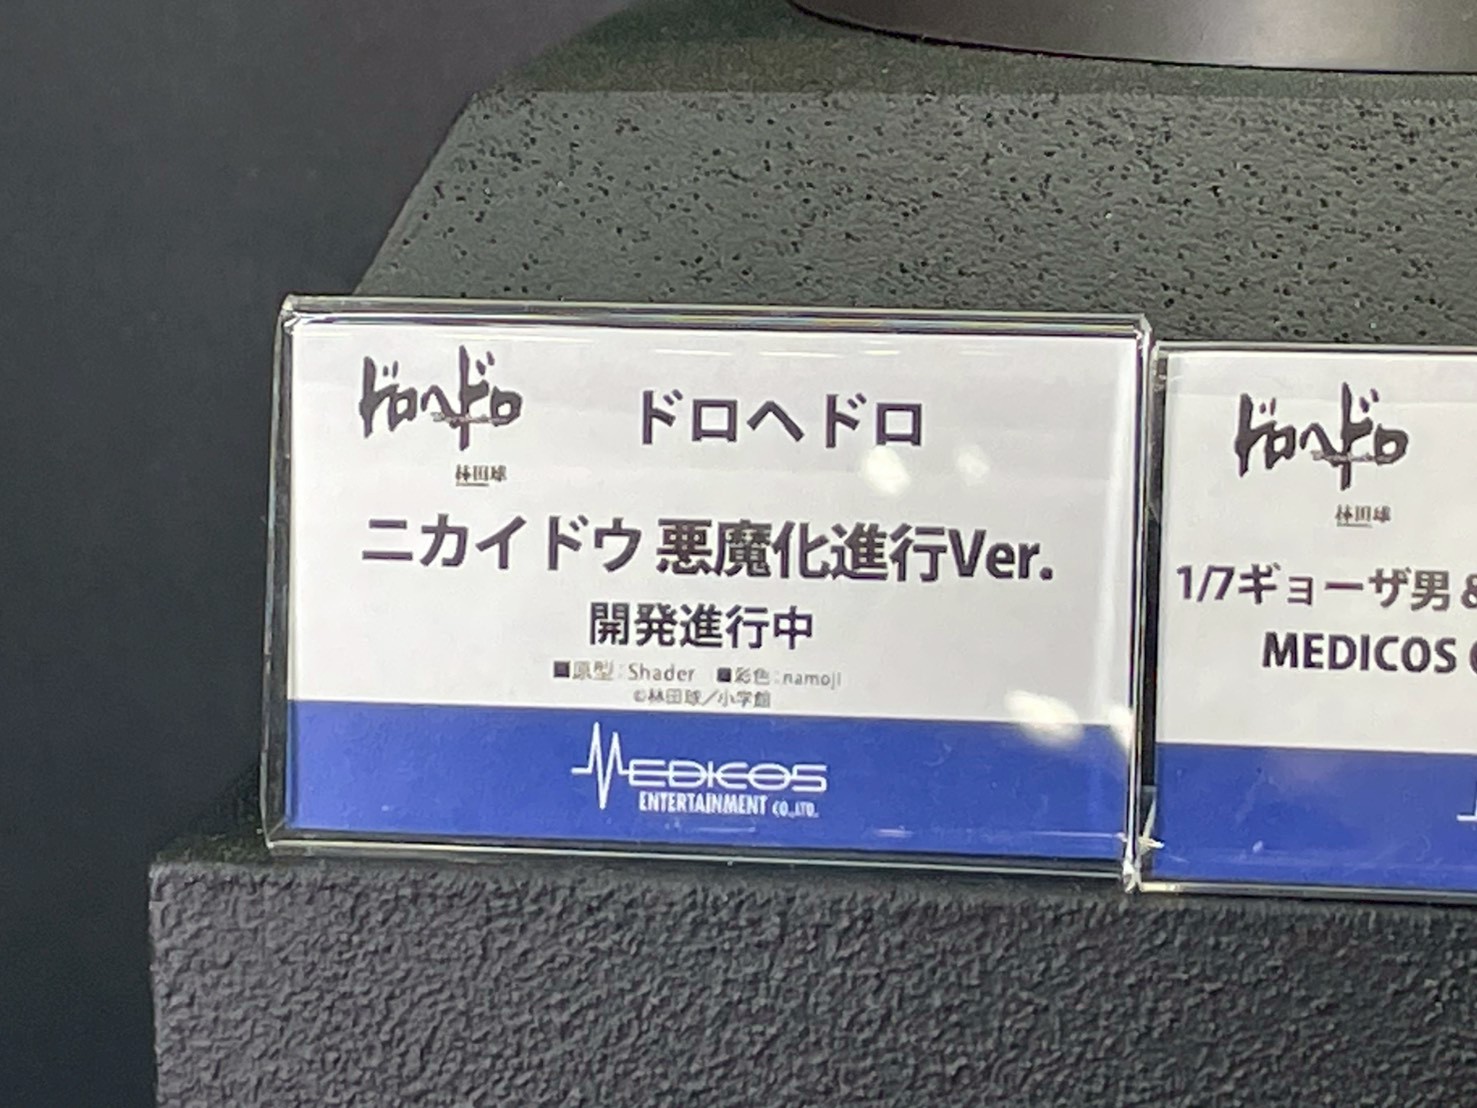 ドロヘドロ
林田球
ドロヘドロ
ニカイドウ 悪魔化進行Ver.
開発進行中
■原型：Shader ■彩色：namoji
©林田球／小学館
MEDICOS
ENTERTAINMENT CO.,LTD.
ドロヘドロ
林田球
1/7ギョーザ男&
MEDICOS